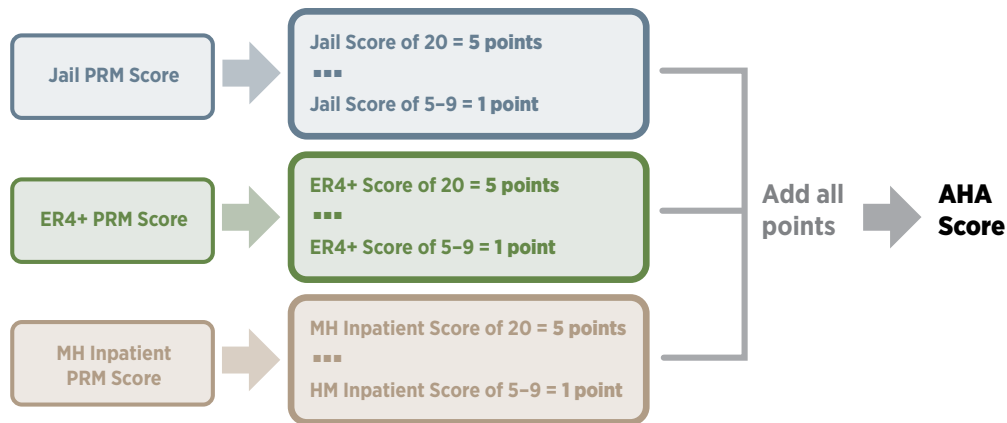 Jail PRM Score
Jail Score of 20 = 5 points
...
Jail Score of 5–9 = 1 point
ER4+ PRM Score
ER4+ Score of 20 = 5 points
...
ER4+ Score of 5–9 = 1 point
MH Inpatient
PRM Score
MH Inpatient Score of 20 = 5 points
...
HM Inpatient Score of 5–9 = 1 point
Add all
points
AHA
Score